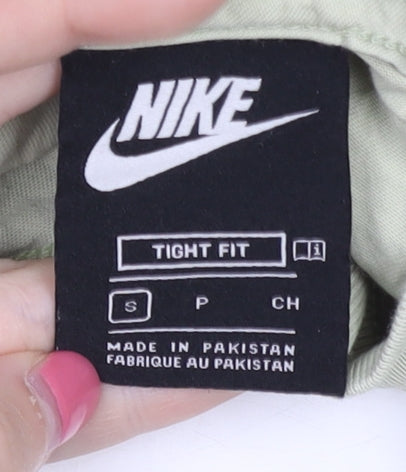 NIKE
TIGHT FIT i
S P CH
MADE IN PAKISTAN
FABRIQUE AU PAKISTAN